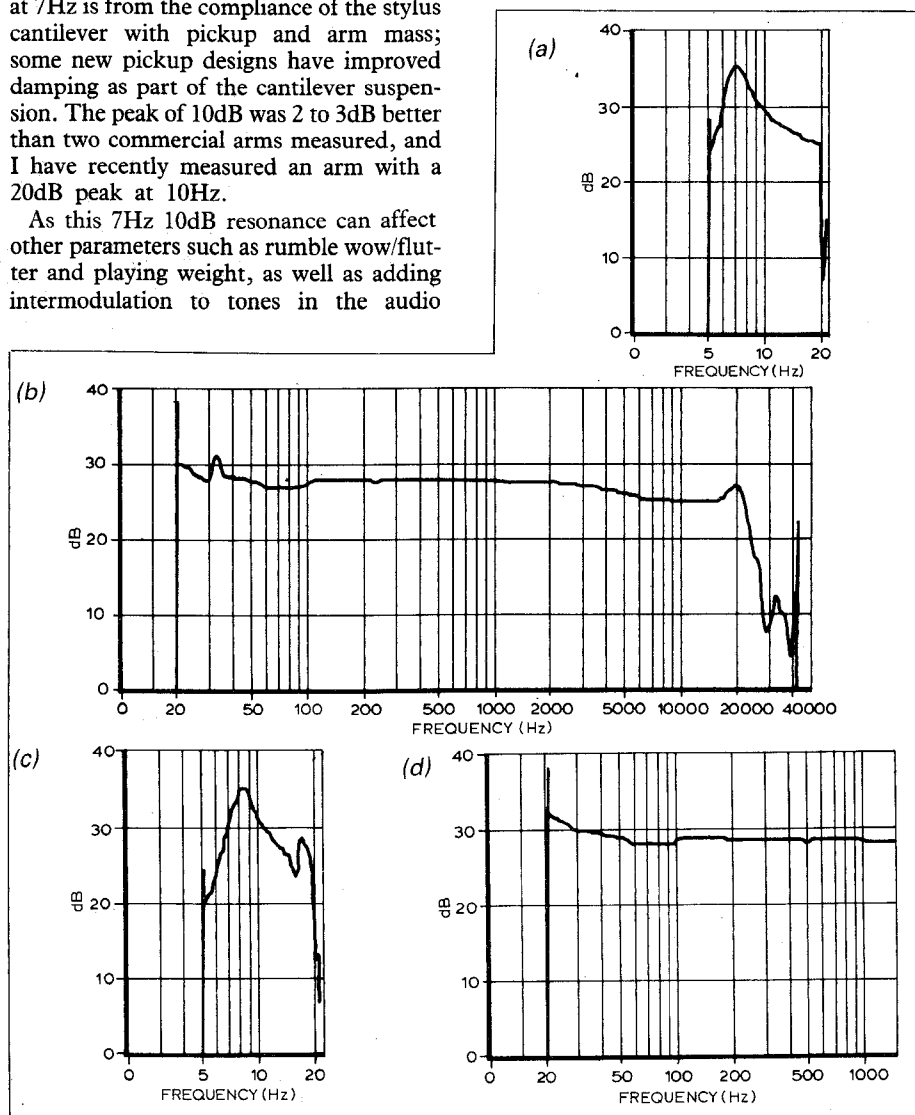 at 7Hz is from the compliance of the stylus
cantilever with pickup and arm mass;
some new pickup designs have improved
damping as part of the cantilever suspen-
sion. The peak of 10dB was 2 to 3dB better
than two commercial arms measured, and
I have recently measured an arm with a
20dB peak at 10Hz.
As this 7Hz 10dB resonance can affect
other parameters such as rumble wow/flut-
ter and playing weight, as well as adding
intermodulation to tones in the audio
(a)
40
30
dB
20
10
0
0 5 10 20
FREQUENCY (Hz)
(b)
40
30
dB
20
10
0
0 20 50 100 200 500 1000 2000 5000 10000 20000 40000
FREQUENCY (Hz)
(c)
40
30
dB
20
10
0
0 5 10 20
FREQUENCY (Hz)
(d)
40
30
dB
20
10
0
0 20 50 100 200 500 1000
FREQUENCY (Hz)